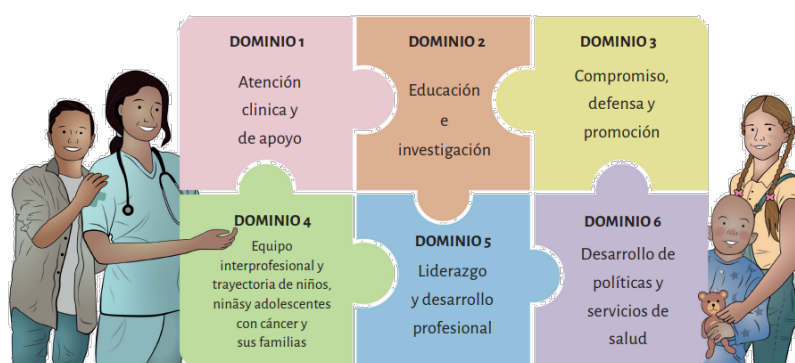 DOMINIO 1
Atención
clinica y
de apoyo
DOMINIO 2
Educación
e
investigación
DOMINIO 3
Compromiso,
defensa y
promoción
DOMINIO 4
Equipo
interprofesional y
trayectoria de niños,
ninãsy adolescentes
con cáncer y
sus familias
DOMINIO 5
Liderazgo
y desarrollo
profesional
DOMINIO 6
Desarrollo de
políticas y
servicios de
salud